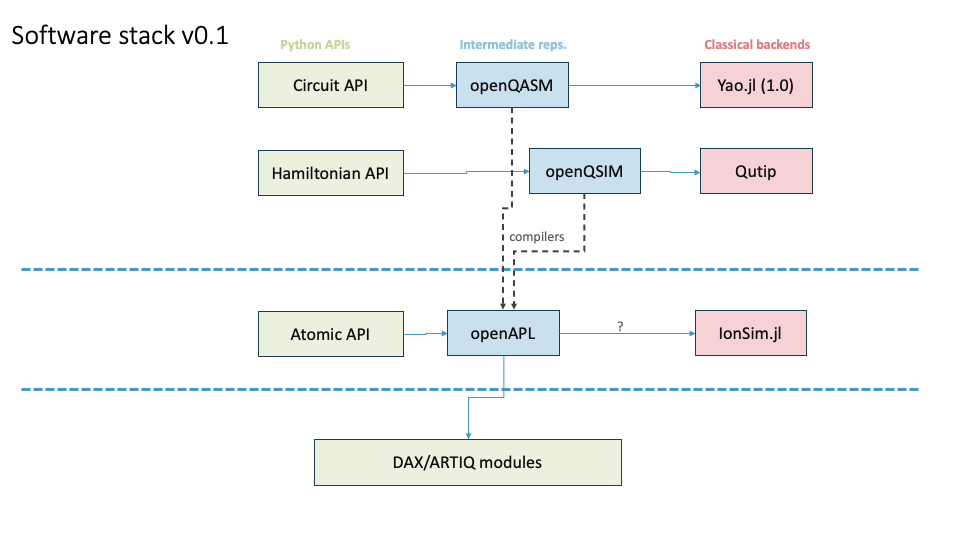 Software stack v0.1
Python APIs
Intermediate reps.
Classical backends
Circuit API
openQASM
Yao.jl (1.0)
Hamiltonian API
openQSIM
Qutip
compilers
Atomic API
openAPL
?
IonSim.jl
DAX/ARTIQ modules